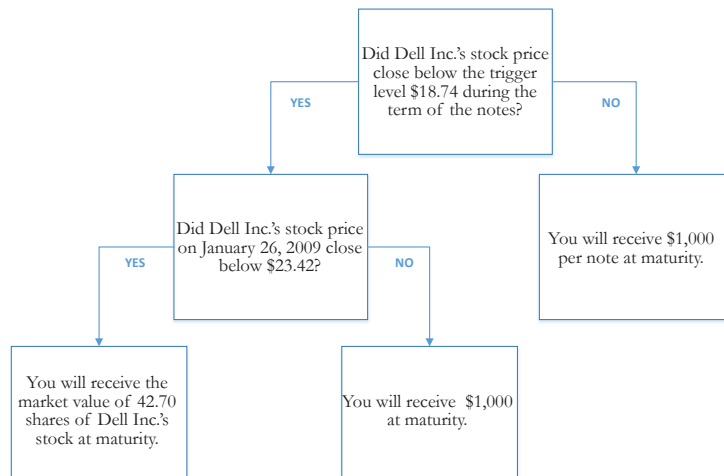 Did Dell Inc.'s stock price
close below the trigger
level $18.74 during the
term of the notes?
YES
NO
Did Dell Inc.'s stock price
on January 26, 2009 close
below $23.42?
You will receive $1,000
per note at maturity.
YES
NO
You will receive the
market value of 42.70
shares of Dell Inc.'s
stock at maturity.
You will receive $1,000
at maturity.